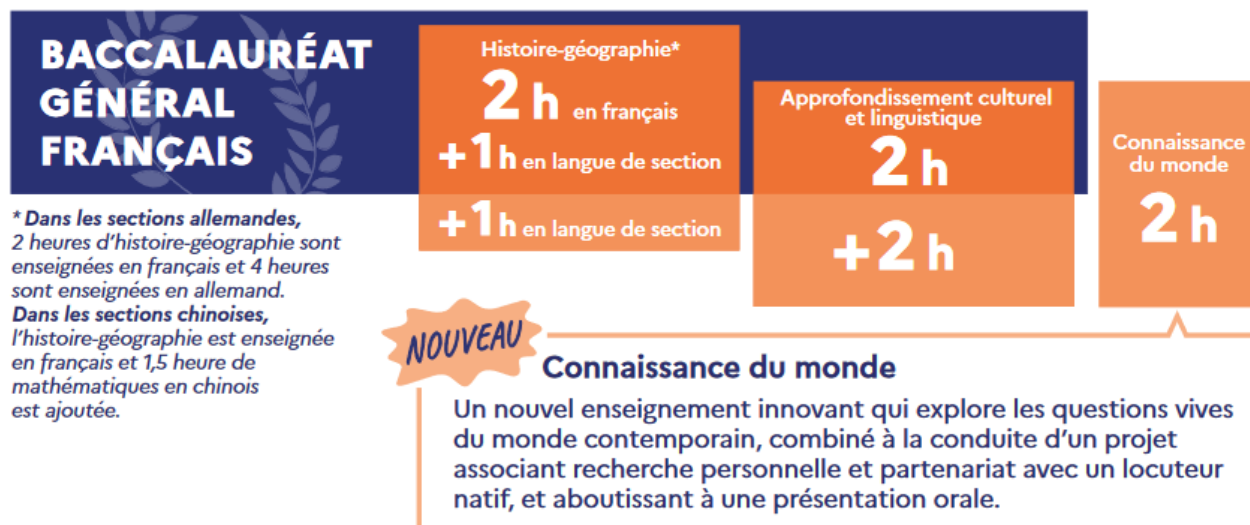 BACCALAURÉAT
GÉNÉRAL
FRANÇAIS
Histoire-géographie*
2 h en français
+1h en langue de section
+1h en langue de section
Approfondissement culturel
et linguistique
2 h
+2 h
Connaissance
du monde
2 h
* Dans les sections allemandes,
2 heures d'histoire-géographie sont
enseignées en français et 4 heures
sont enseignées en allemand.
Dans les sections chinoises,
l'histoire-géographie est enseignée
en français et 1,5 heure de
mathématiques en chinois
est ajoutée.
NOUVEAU
Connaissance du monde
Un nouvel enseignement innovant qui explore les questions vives
du monde contemporain, combiné à la conduite d'un projet
associant recherche personnelle et partenariat avec un locuteur
natif, et aboutissant à une présentation orale.